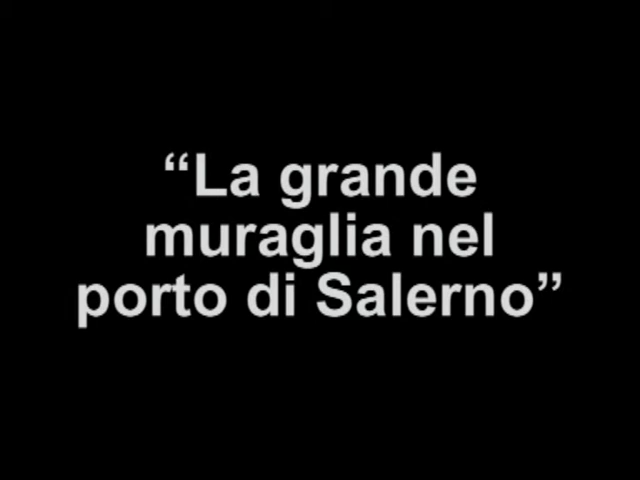 “La grande
muraglia nel
porto di Salerno”